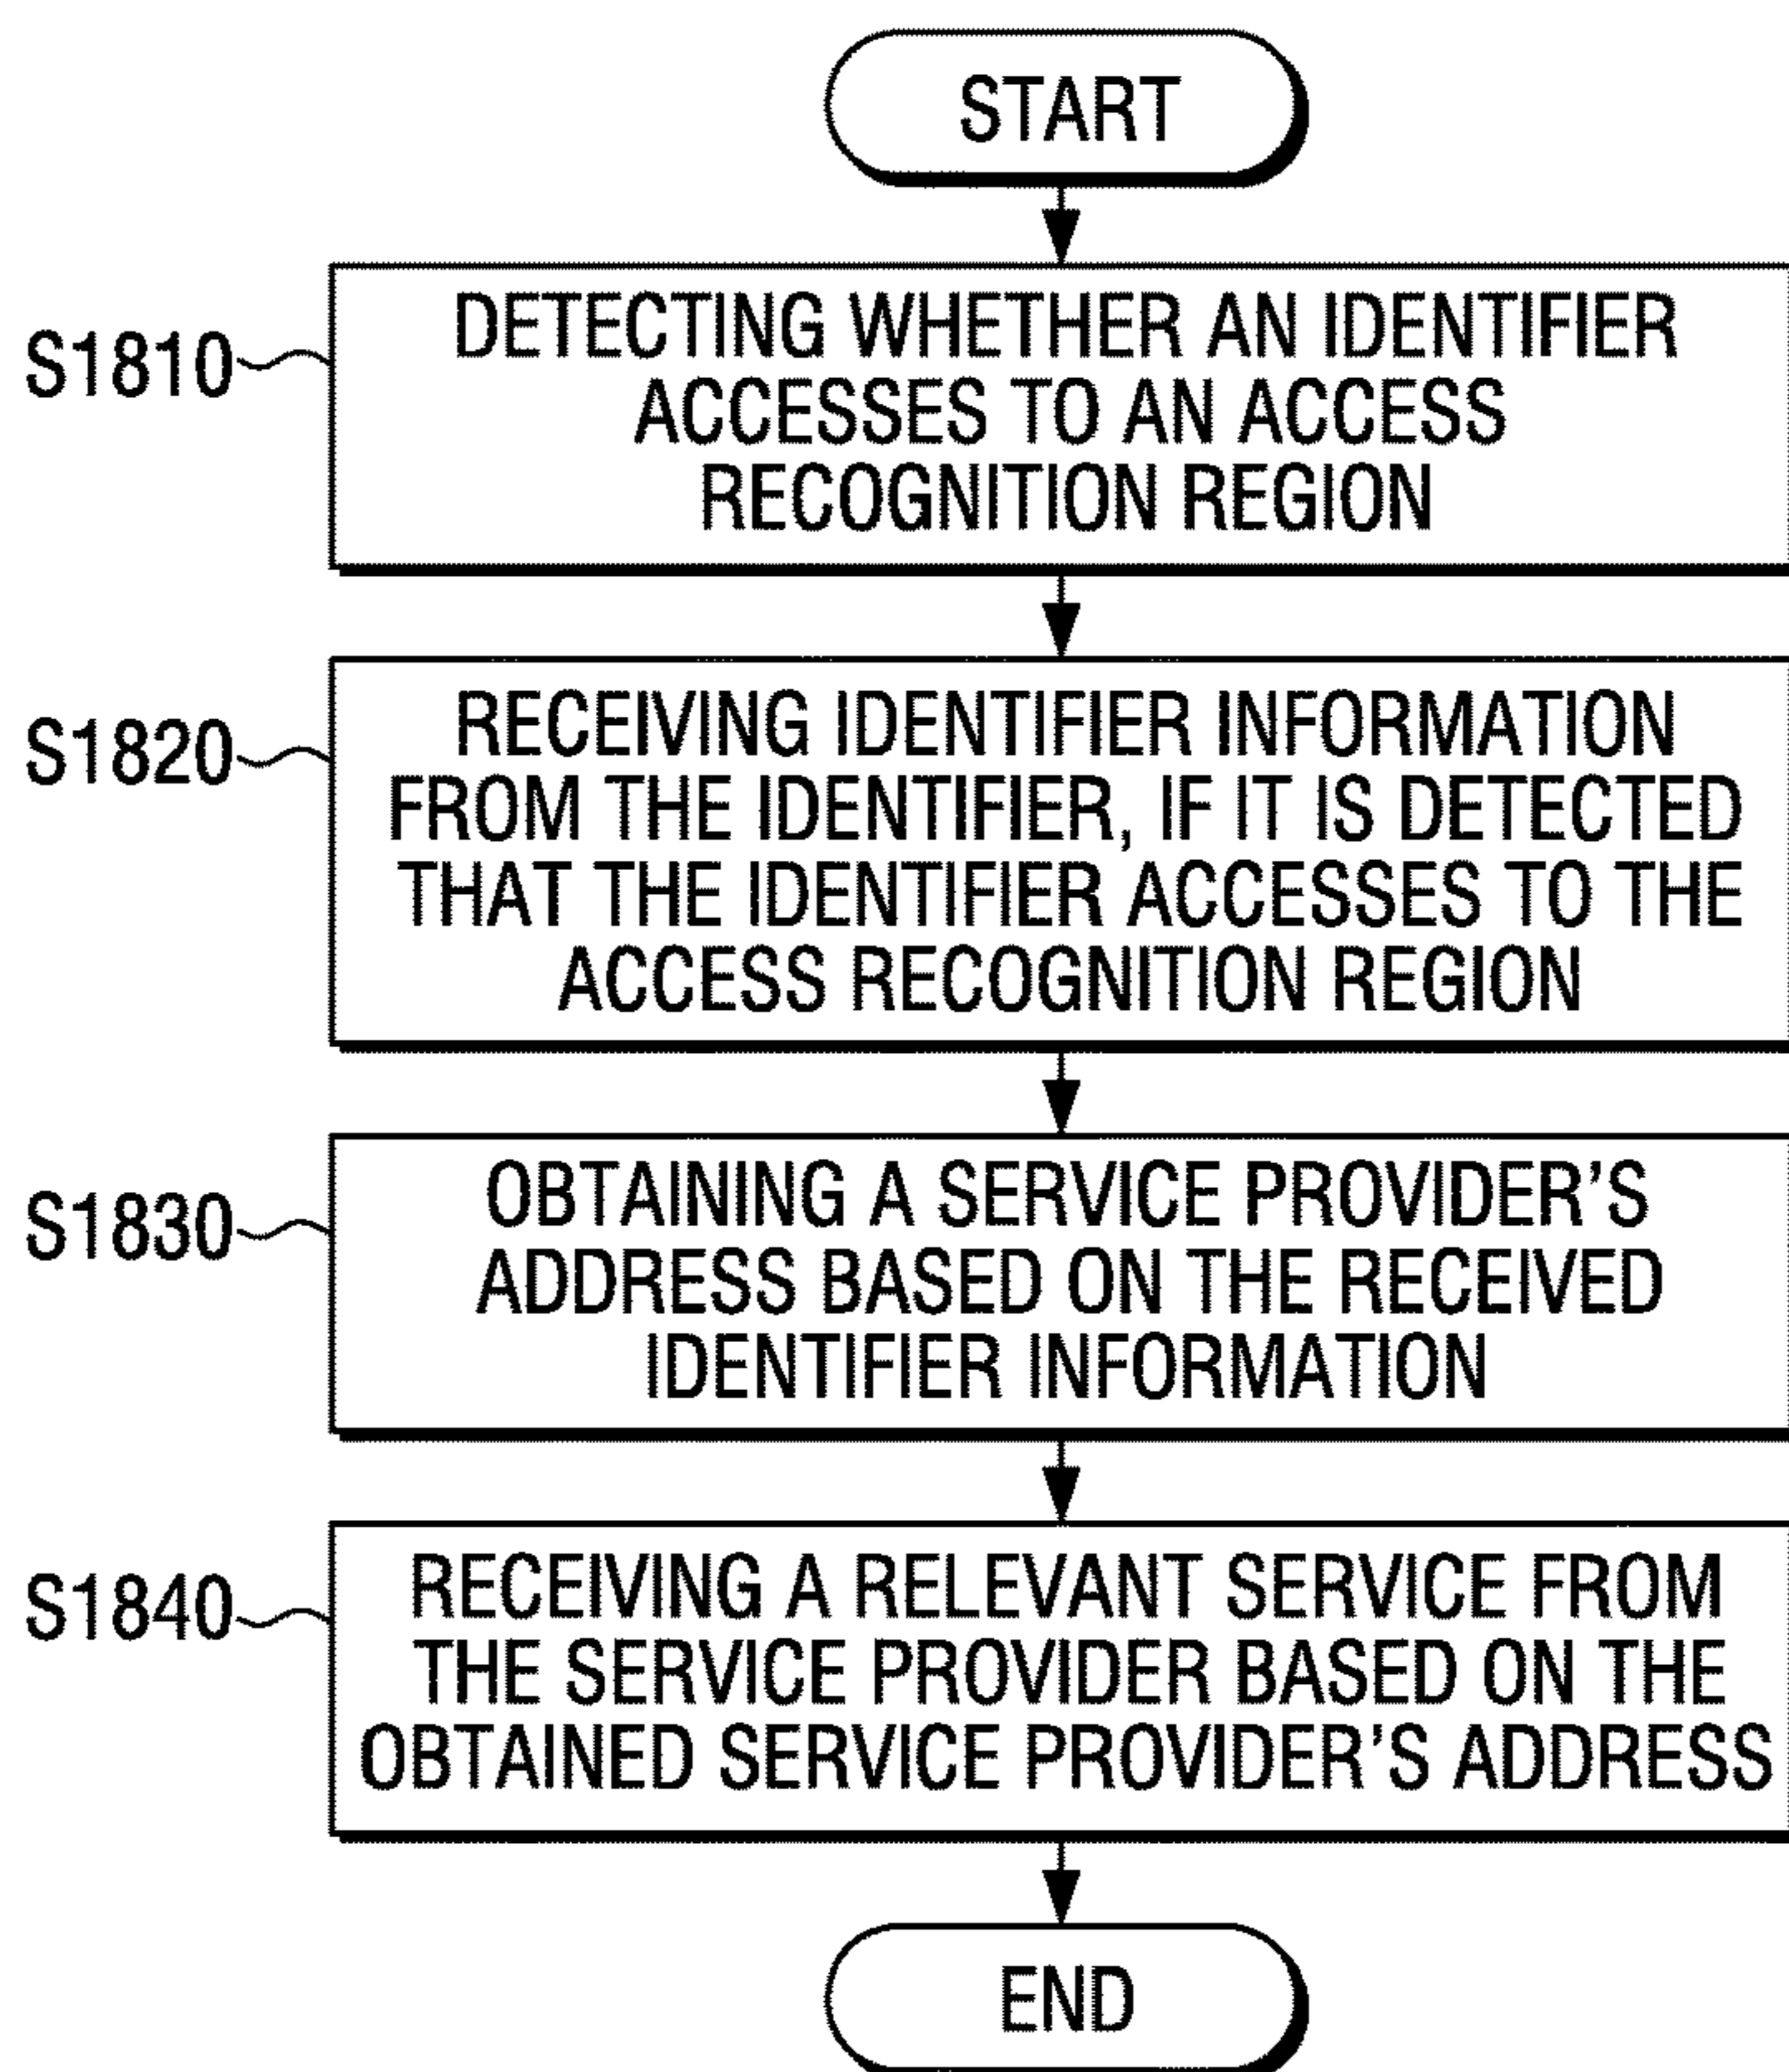 START
S1810
DETECTING WHETHER AN IDENTIFIER
ACCESSES TO AN ACCESS
RECOGNITION REGION
S1820
RECEIVING IDENTIFIER INFORMATION
FROM THE IDENTIFIER, IF IT IS DETECTED
THAT THE IDENTIFIER ACCESSES TO THE
ACCESS RECOGNITION REGION
S1830
OBTAINING A SERVICE PROVIDER'S
ADDRESS BASED ON THE RECEIVED
IDENTIFIER INFORMATION
S1840
RECEIVING A RELEVANT SERVICE FROM
THE SERVICE PROVIDER BASED ON THE
OBTAINED SERVICE PROVIDER'S ADDRESS
END